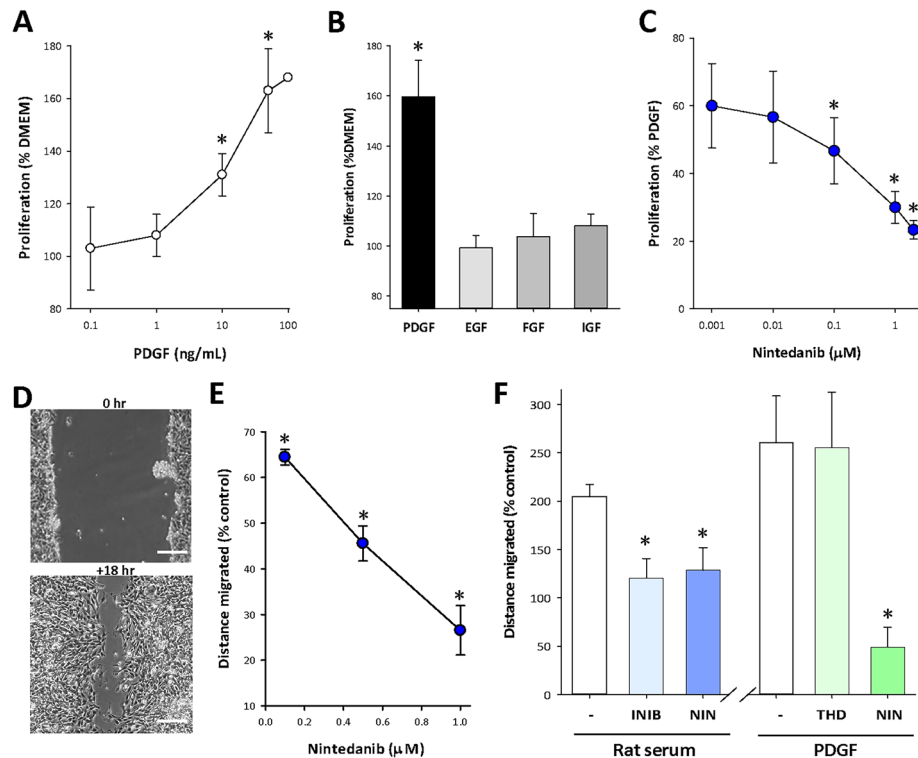 A
Proliferation (% DMEM)
180
160
140
120
100
80
*
*
0.1
1
10
100
PDGF (ng/mL)
B
Proliferation (%DMEM)
180
160
140
120
100
80
*
PDGF
EGF
FGF
IGF
C
Proliferation (% PDGF)
80
60
40
20
0
*
*
*
0.001
0.01
0.1
1
Nintedanib (µM)
D
0 hr
+18 hr
E
Distance migrated (% control)
70
60
50
40
30
20
10
*
*
*
0.0
0.2
0.4
0.6
0.8
1.0
Nintedanib (µM)
F
Distance migrated (% control)
300
250
200
150
100
50
0
*
*
*
-
INIB
NIN
-
THD
NIN
Rat serum
PDGF